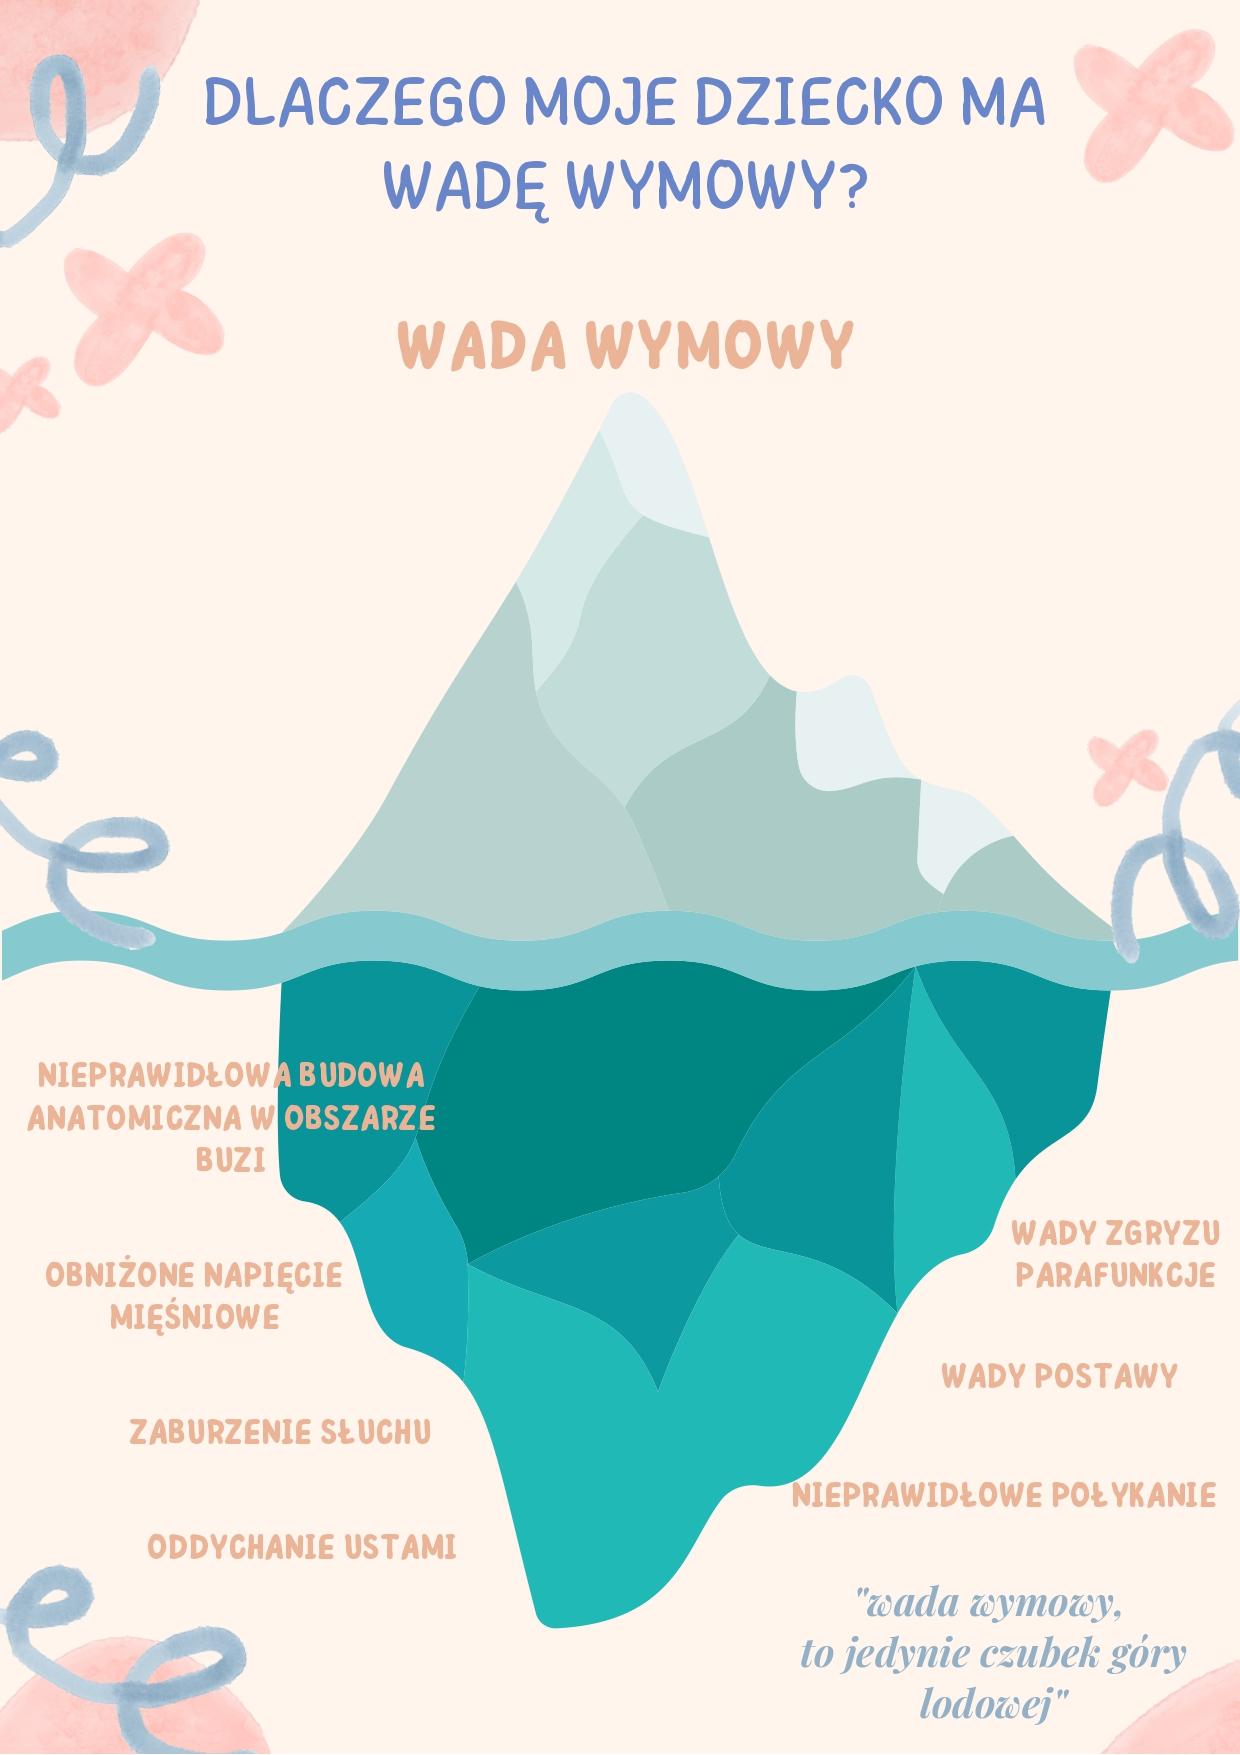 DLACZEGO MOJE DZIECKO MA
WADĘ WYMOWY?
WADA WYMOWY
NIEPRAWIDŁOWA BUDOWA
ANATOMICZNA W OBSZARZE
BUZI
OBNIŻONE NAPIĘCIE
MIĘŚNIOWE
ZABURZENIE SŁUCHU
ODDYCHANIE USTAMI
WADY ZGRYZU
PARAFUNKCJE
WADY POSTAWY
NIEPRAWIDŁOWE POŁYKANIE
"wada wymowy,
to jedynie czubek góry
lodowej"